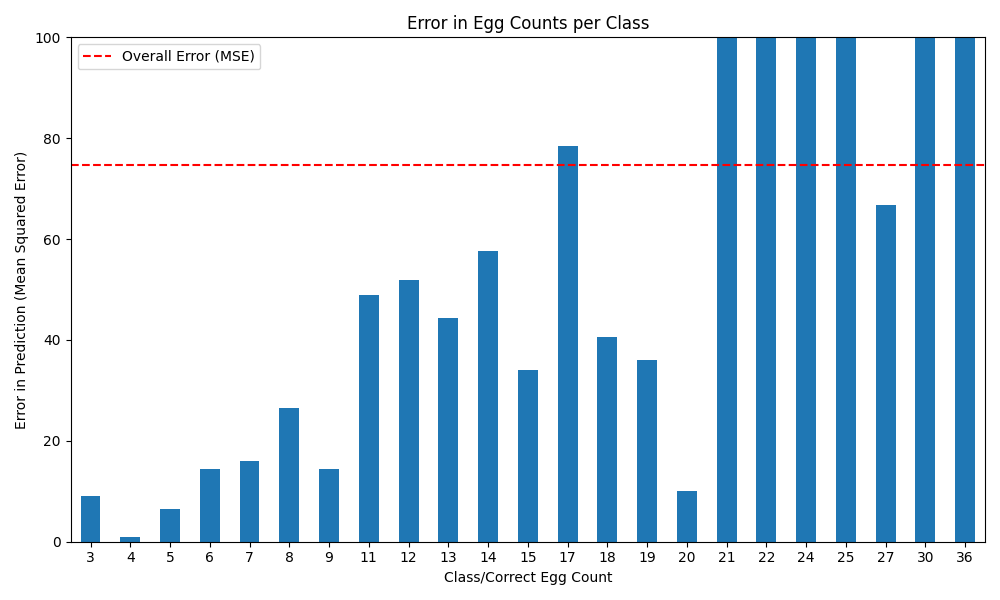 Error in Egg Counts per Class
Overall Error (MSE)
Error in Prediction (Mean Squared Error)
100
80
60
40
20
0
3 4 5 6 7 8 9 11 12 13 14 15 17 18 19 20 21 22 24 25 27 30 36
Class/Correct Egg Count